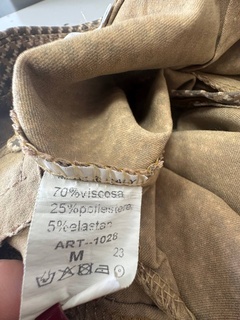 70%viscosa
25%poliestere
5%elastan
ART--1028
M 23